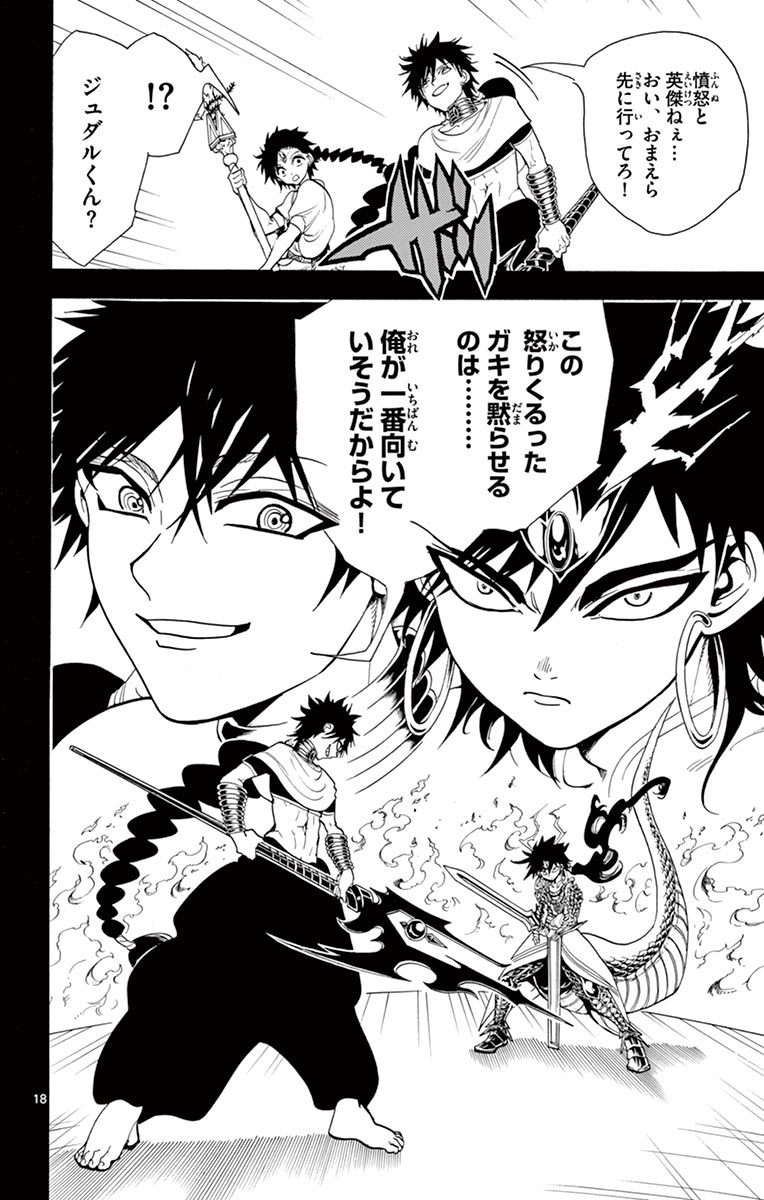 憤怒と
英傑ねぇ…
おい、おまえら
先に行ってろ!
!?
ジュダルくん?
ザッ
この
怒りくるった
ガキを黙らせる
のは………
俺が一番向いて
いそうだからよ!
18